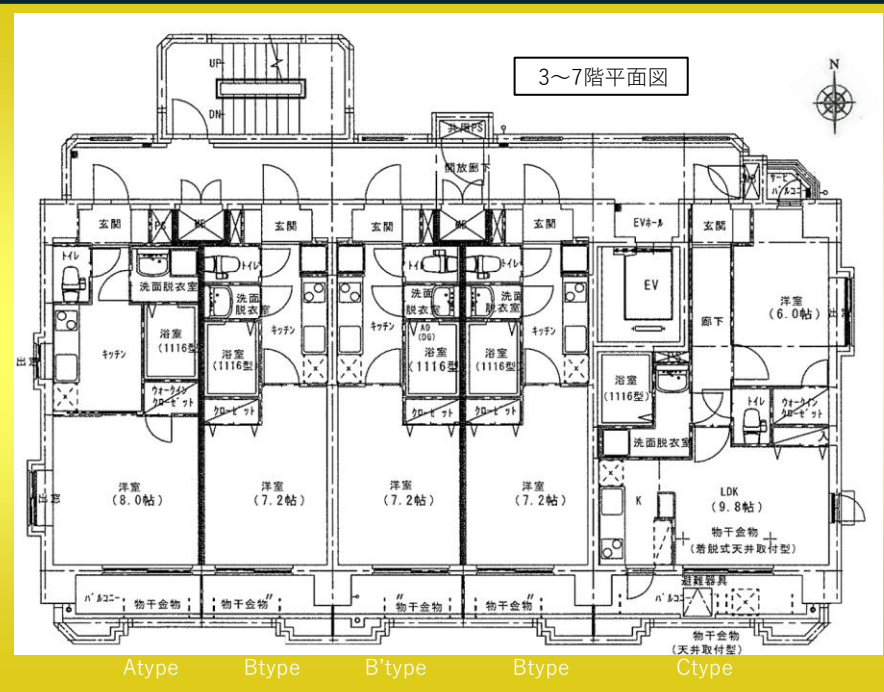 3～7階平面図
N
UP
DN
共用PS
開放廊下
MB
サービス
バルコニー
玄関
PS
MB
玄関
玄関
MB
玄関
EVホール
玄関
トイレ
洗面脱衣室
トイレ
洗面
脱衣室
キッチン
キッチン
トイレ
洗面
脱衣室
トイレ
洗面
脱衣室
キッチン
EV
廊下
洋室
(6.0帖)
出窓
出窓
キッチン
浴室
(1116型)
浴室
(1116型)
AD
(DG)
浴室
(1116型)
浴室
(1116型)
浴室
(1116型)
トイレ
ウォークイン
クローゼット
ウォークイン
クローゼット
クローゼット
クローゼット
クローゼット
洗面脱衣室
出窓
洋室
(8.0帖)
洋室
(7.2帖)
洋室
(7.2帖)
洋室
(7.2帖)
K
LDK
(9.8帖)
物干金物
(着脱式天井取付型)
避難器具
バルコニー
物干金物
物干金物
物干金物
物干金物
バルコニー
物干金物
(天井取付型)
Atype
Btype
B'type
Btype
Ctype